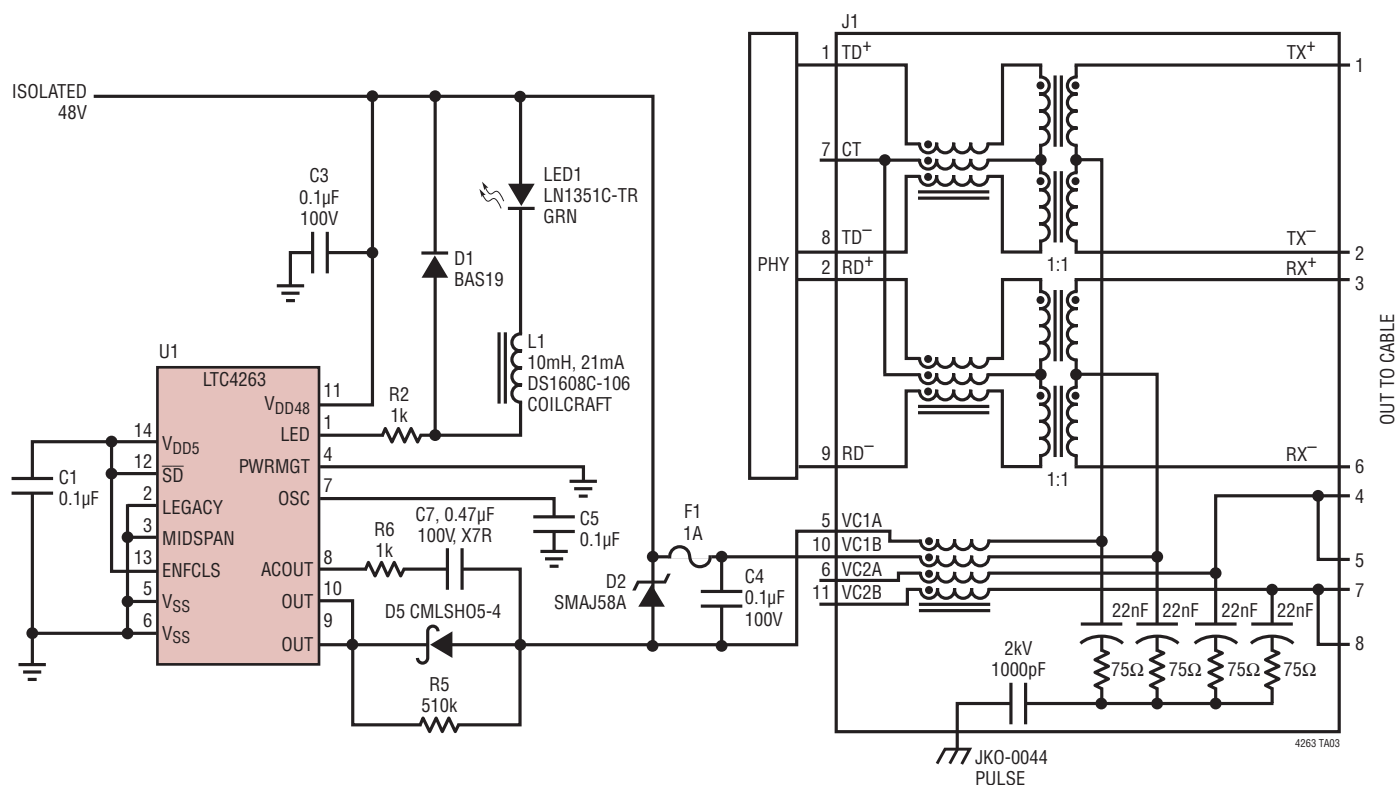 ISOLATED
48V
C3
0.1µF
100V
LED1
LN1351C-TR
GRN
D1
BAS19
L1
10mH, 21mA
DS1608C-106
COILCRAFT
R2
1k
U1
LTC4263
VDD48
11
LED
1
PWRMGT
4
OSC
7
ACOUT
8
OUT
10
OUT
9
14
VDD5
12
SD
2
LEGACY
3
MIDSPAN
13
ENFCLS
5
VSS
6
VSS
C1
0.1µF
R6
1k
C7, 0.47µF
100V, X7R
C5
0.1µF
D5 CMLSHO5-4
R5
510k
F1
1A
D2
SMAJ58A
C4
0.1µF
100V
PHY
J1
1
TD+
7
CT
8
TD−
2
RD+
9
RD−
5
VC1A
10
VC1B
6
VC2A
11
VC2B
1:1
1:1
TX+
1
TX−
2
RX+
3
RX−
6
4
5
7
8
OUT TO CABLE
22nF
22nF
22nF
22nF
75Ω
75Ω
75Ω
75Ω
2kV
1000pF
JKO-0044
PULSE
4263 TA03